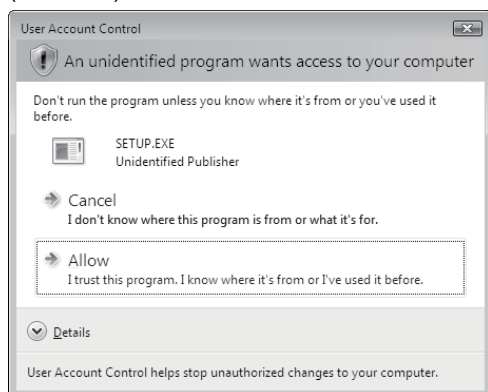 User Account Control
An unidentified program wants access to your computer
Don't run the program unless you know where it's from or you've used it
before.
SETUP.EXE
Unidentified Publisher
Cancel
I don't know where this program is from or what it's for.
Allow
I trust this program. I know where it's from or I've used it before.
Details
User Account Control helps stop unauthorized changes to your computer.